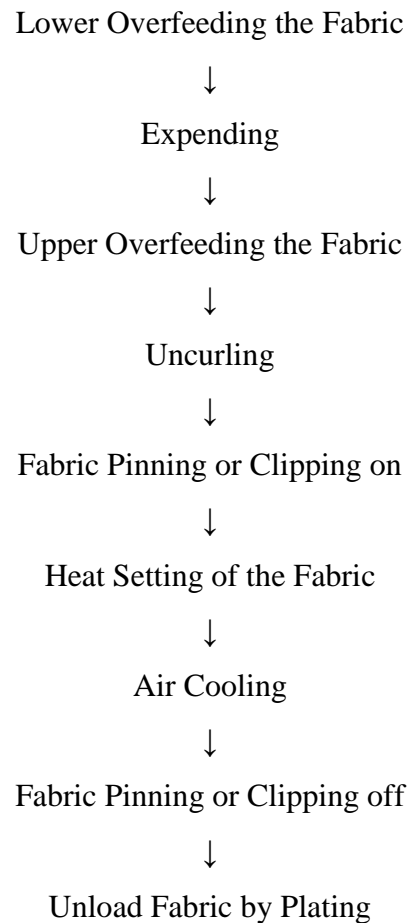 Lower Overfeeding the Fabric
↓
Expending
↓
Upper Overfeeding the Fabric
↓
Uncurling
↓
Fabric Pinning or Clipping on
↓
Heat Setting of the Fabric
↓
Air Cooling
↓
Fabric Pinning or Clipping off
↓
Unload Fabric by Plating